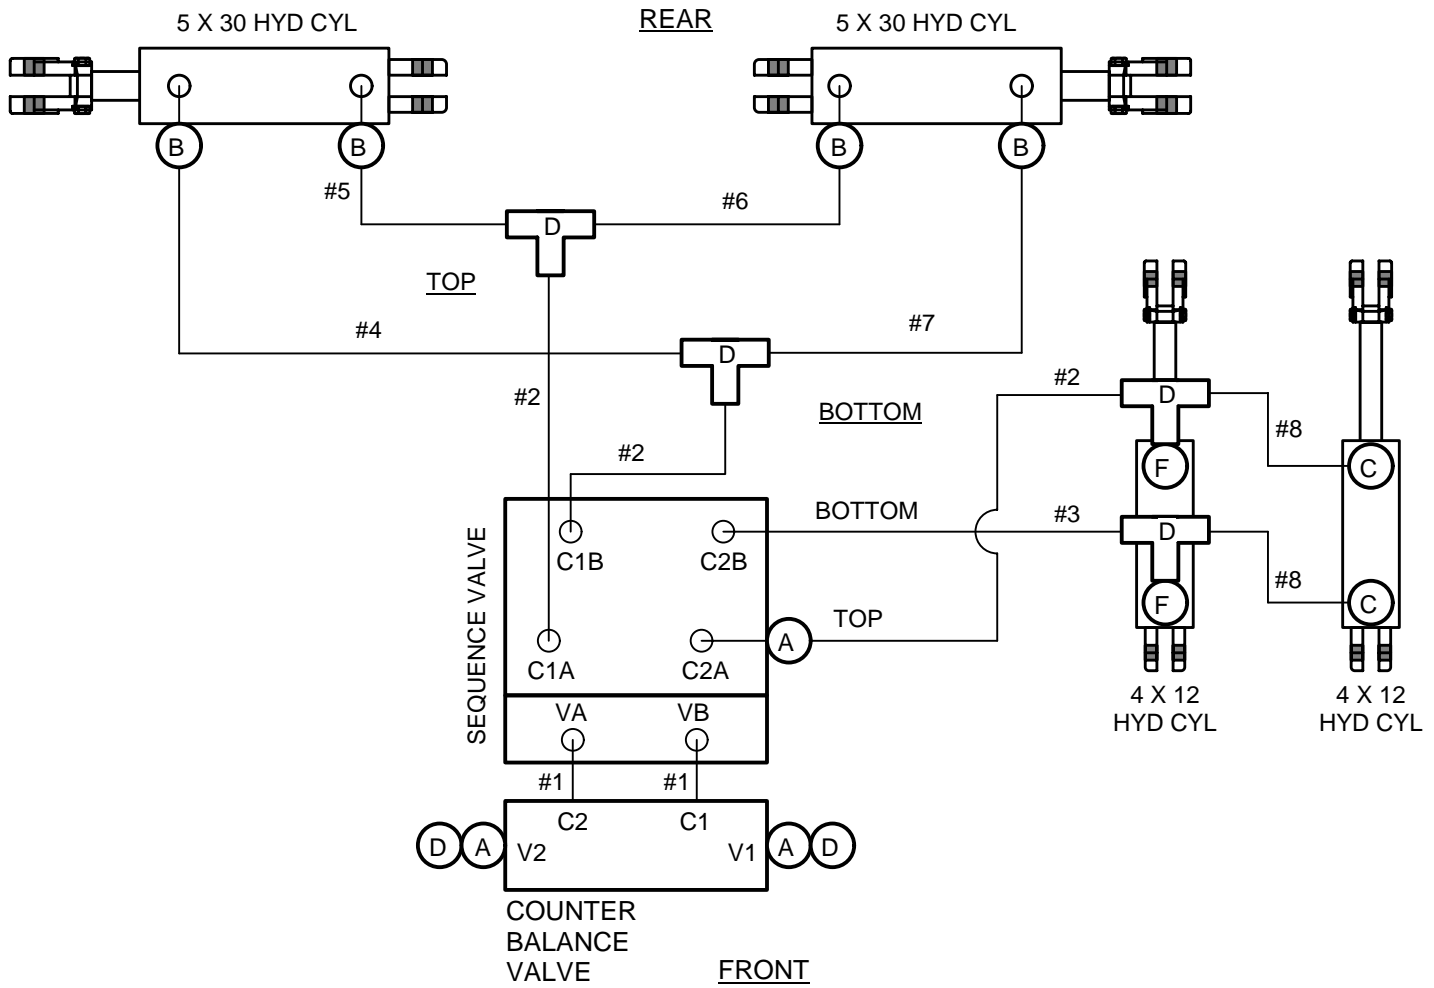 REAR
5 X 30 HYD CYL
5 X 30 HYD CYL
B
B
B
B
#5
#6
D
TOP
#4
#7
D
#2
BOTTOM
#2
#2
D
#8
F
C
BOTTOM
#3
D
#8
F
C
TOP
A
SEQUENCE VALVE
C1B
C2B
C1A
C2A
VA
VB
4 X 12
HYD CYL
4 X 12
HYD CYL
#1
#1
C2
C1
D
A
V2
V1
A
D
COUNTER
BALANCE
VALVE
FRONT